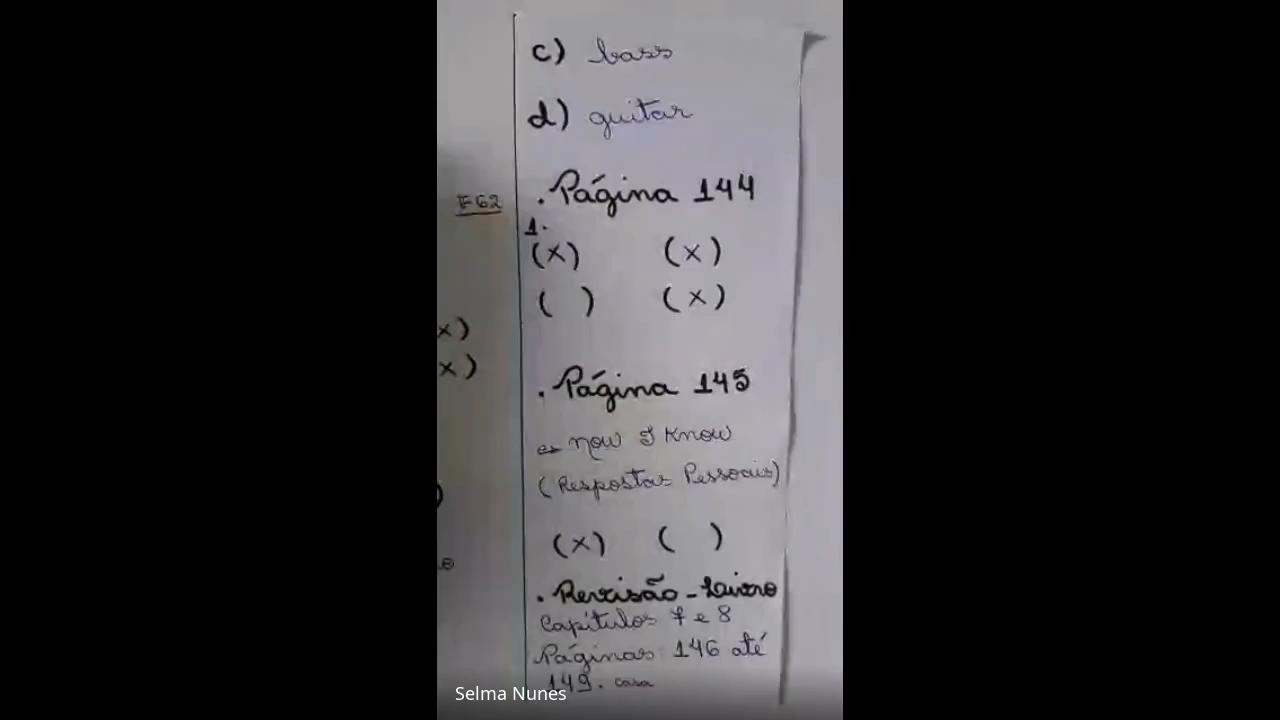 c) bass
d) guitar
F62
. Página 144
1.
(x) (x)
( ) (x)
x)
x)
. Página 145
now I know
(Respostas Pessoais)
(x) ( )
. Revisão - Livro
Capítulos 7 e 8
Páginas 146 até
149. casa
Selma Nunes